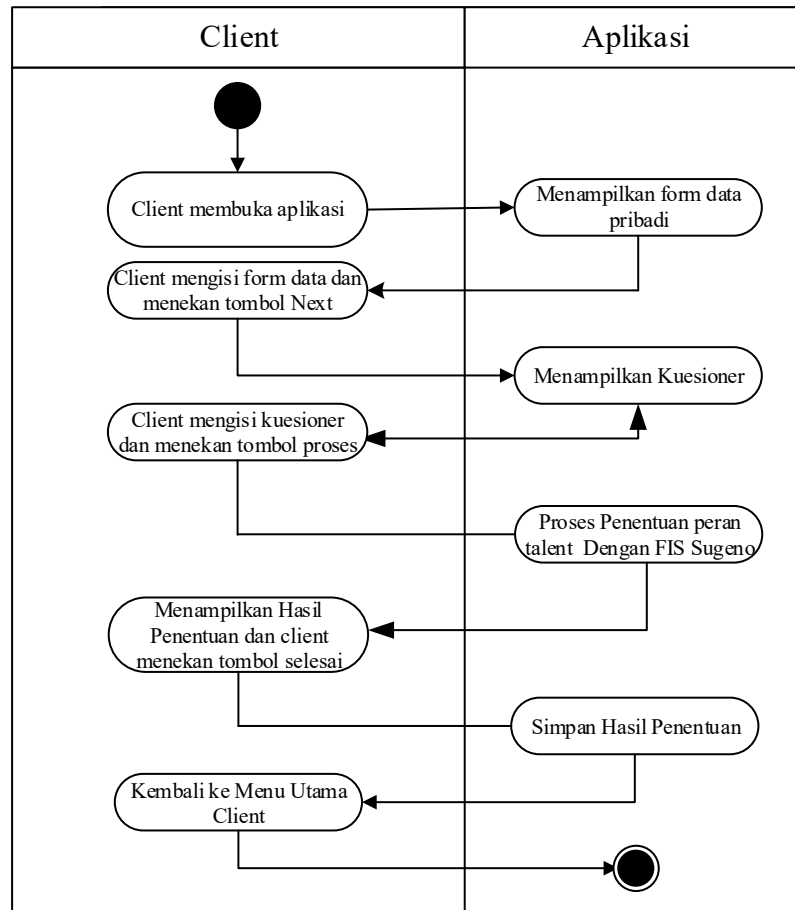 Client
Aplikasi
Client membuka aplikasi
Menampilkan form data
pribadi
Client mengisi form data dan
menekan tombol Next
Menampilkan Kuesioner
Client mengisi kuesioner
dan menekan tombol proses
Proses Penentuan peran
talent Dengan FIS Sugeno
Menampilkan Hasil
Penentuan dan client
menekan tombol selesai
Simpan Hasil Penentuan
Kembali ke Menu Utama
Client